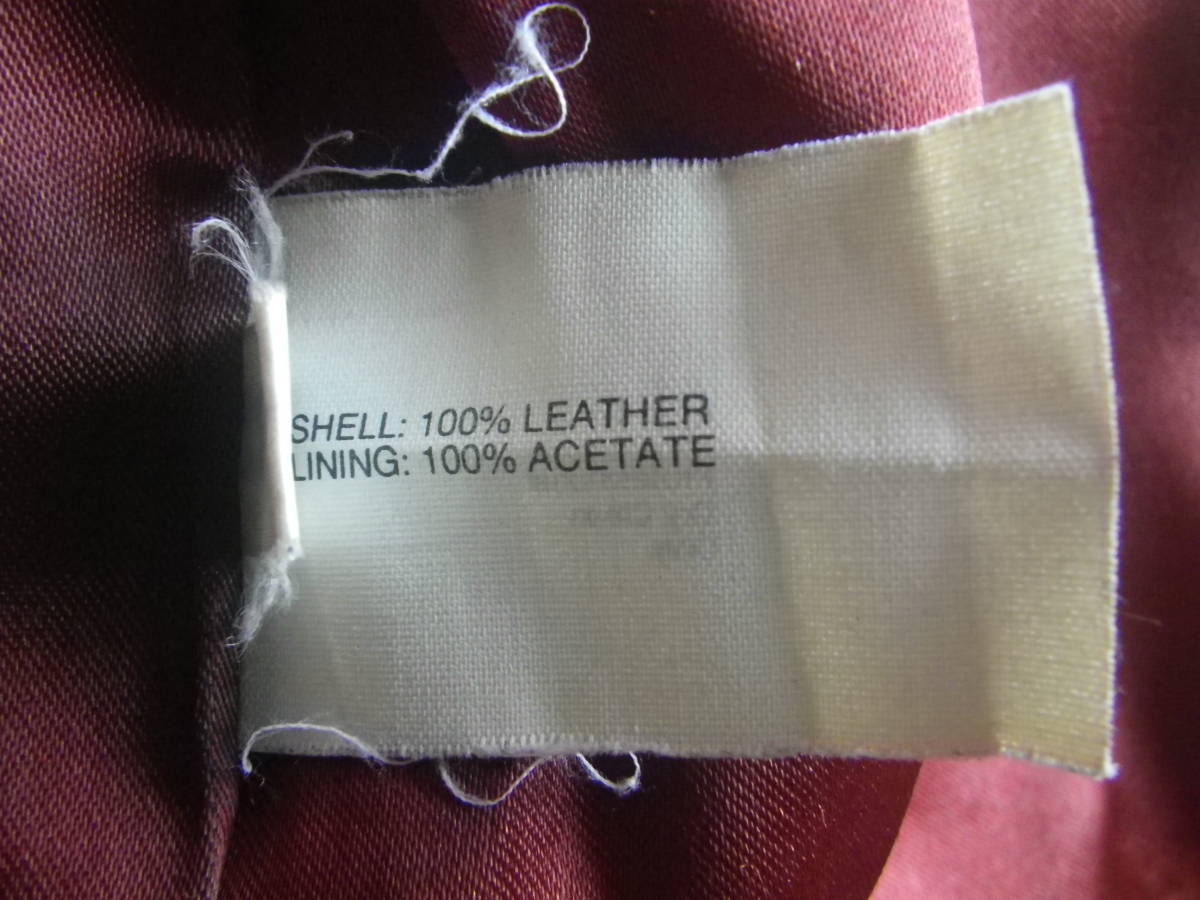 SHELL: 100% LEATHER
LINING: 100% ACETATE